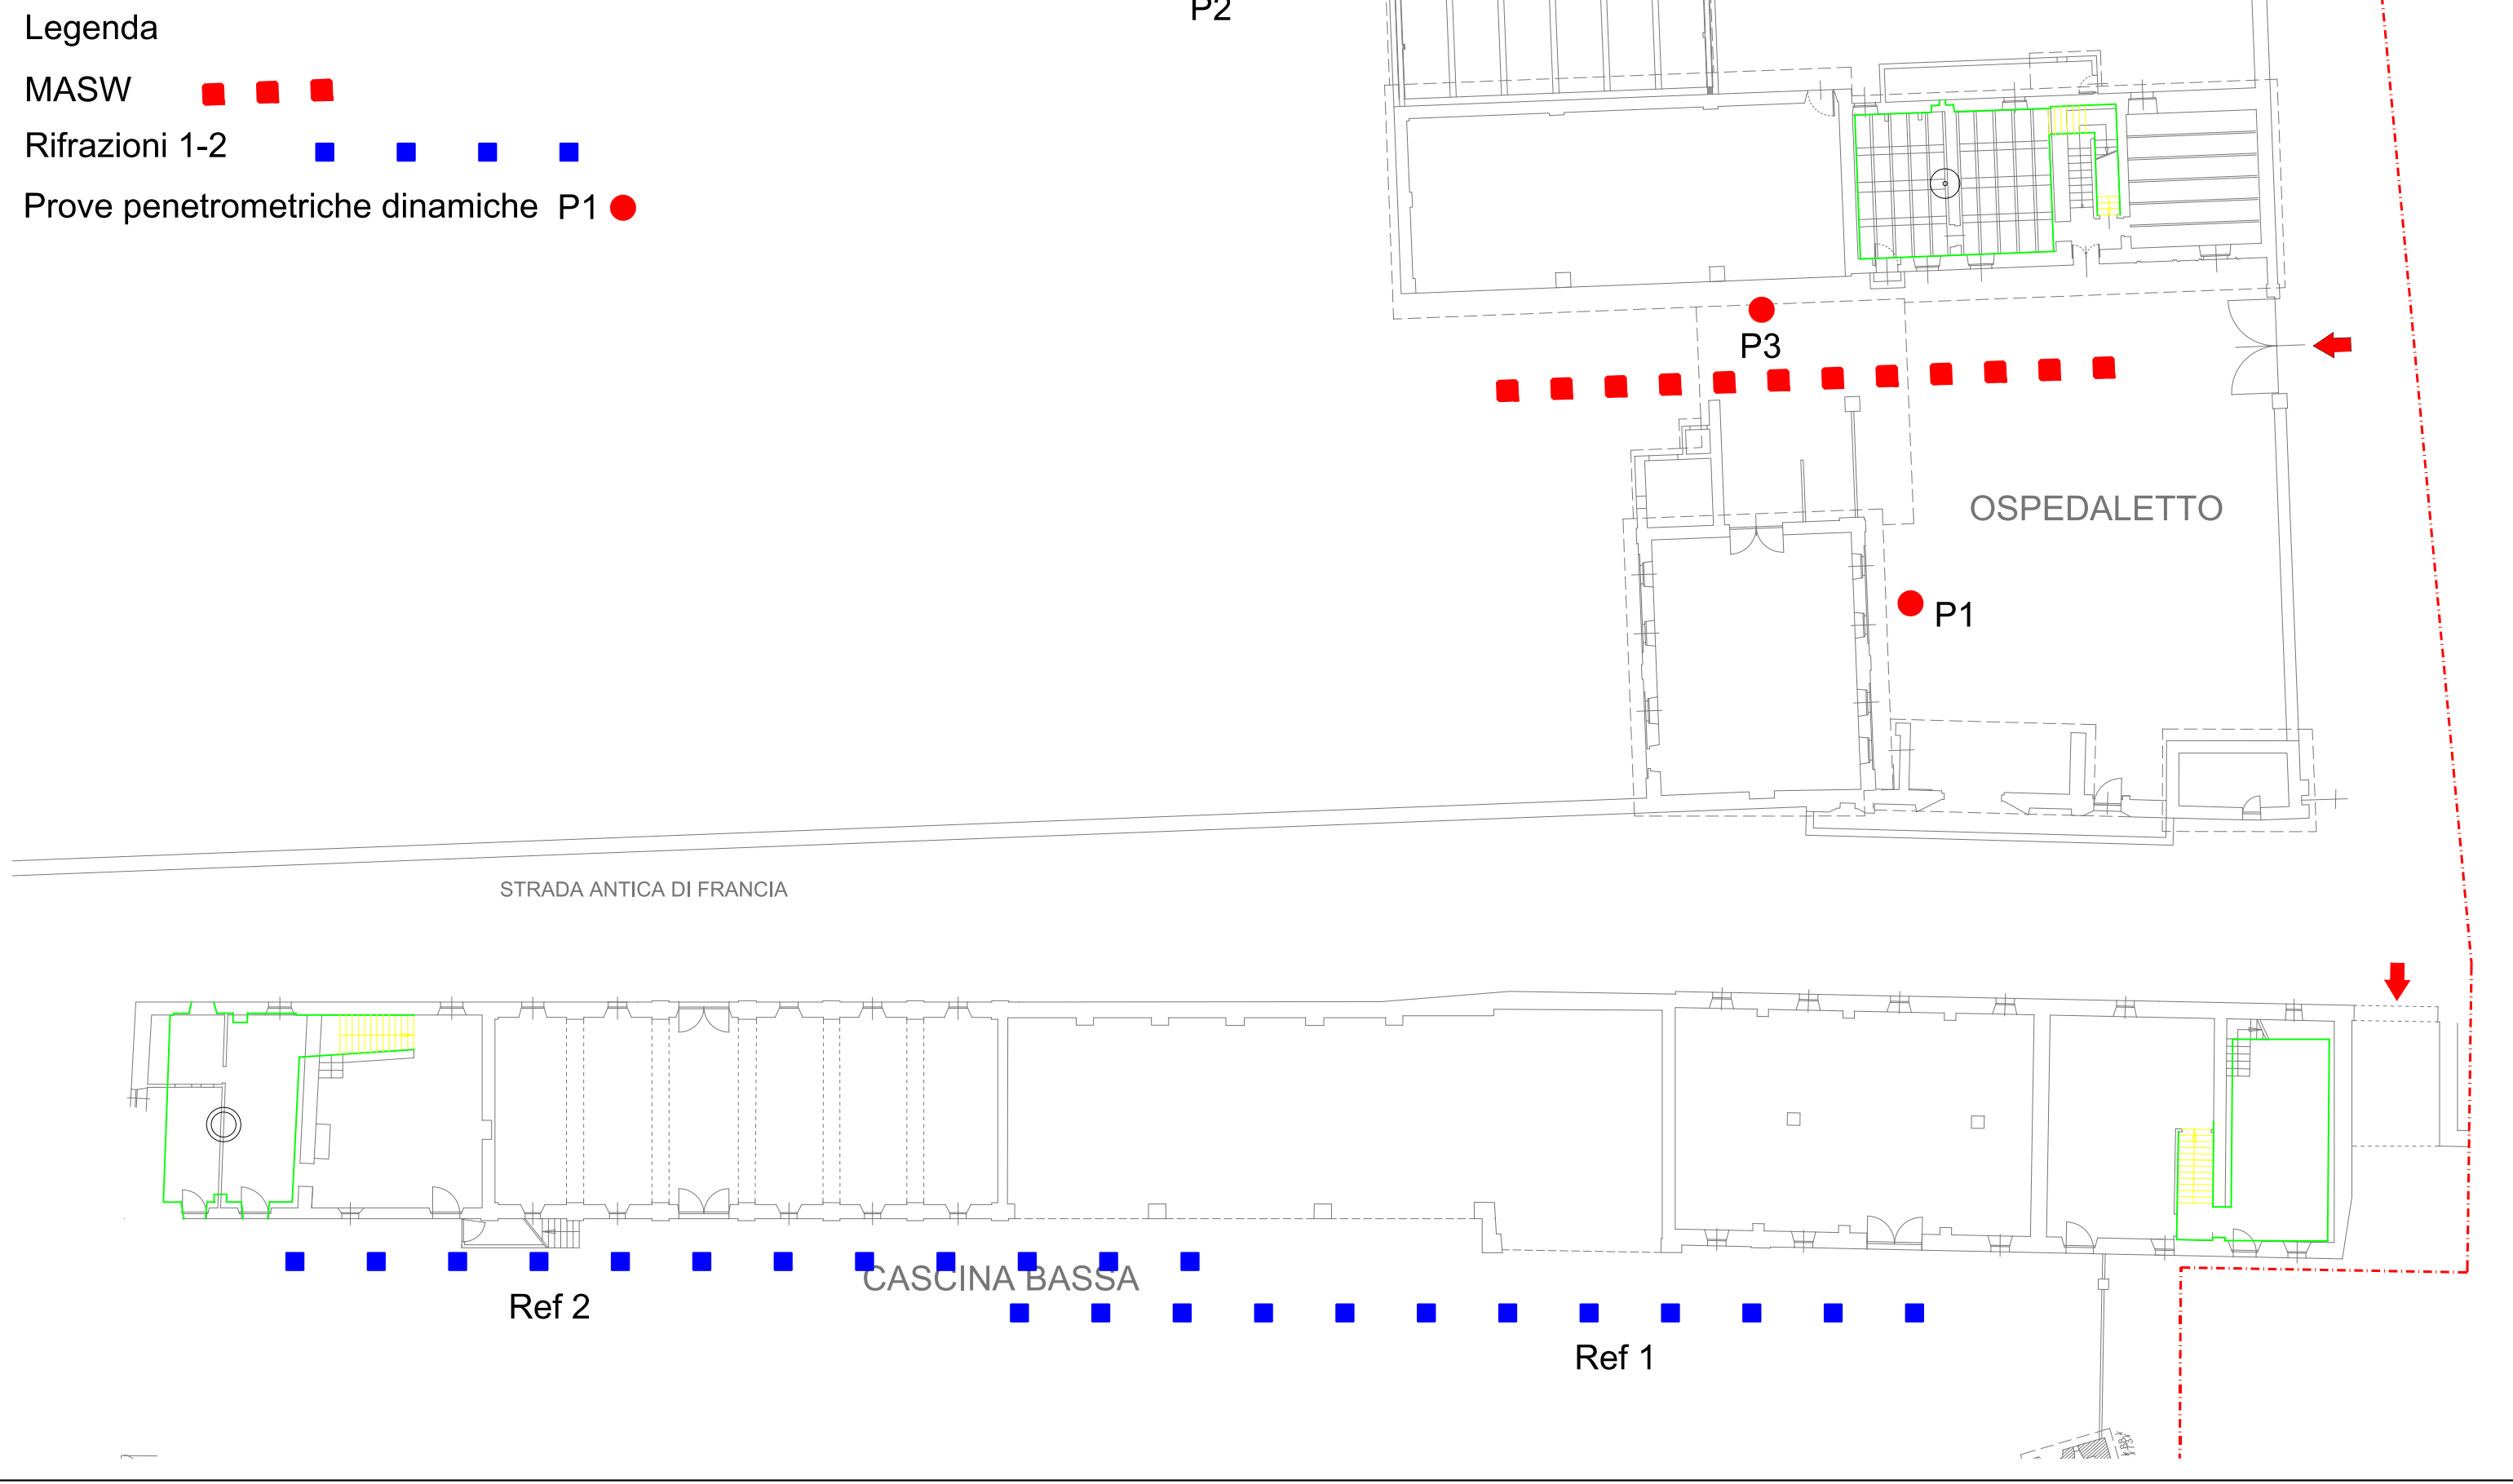 P2
Legenda
MASW
Rifrazioni 1-2
Prove penetrometriche dinamiche P1
P3
OSPEDALETTO
P1
STRADA ANTICA DI FRANCIA
CASCINA BASSA
Ref 2
Ref 1